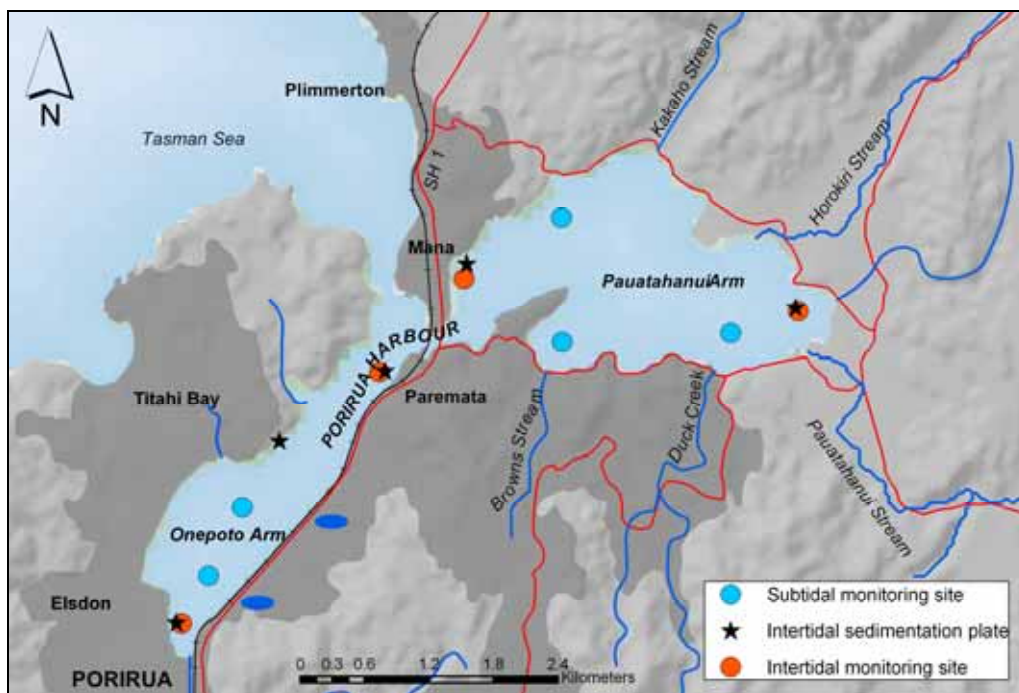 Plimmerton
Kakaho Stream
N
Tasman Sea
SH 1
Horokiri Stream
Mana
Pauatahanui Arm
PORIRUA HARBOUR
Titahi Bay
Paremata
Browns Stream
Duck Creek
Pauatahanui Stream
Onepoto Arm
Elsdon
PORIRUA
0 0.3 0.6 1.2 1.8 2.4
Kilometers
Subtidal monitoring site
Intertidal sedimentation plate
Intertidal monitoring site